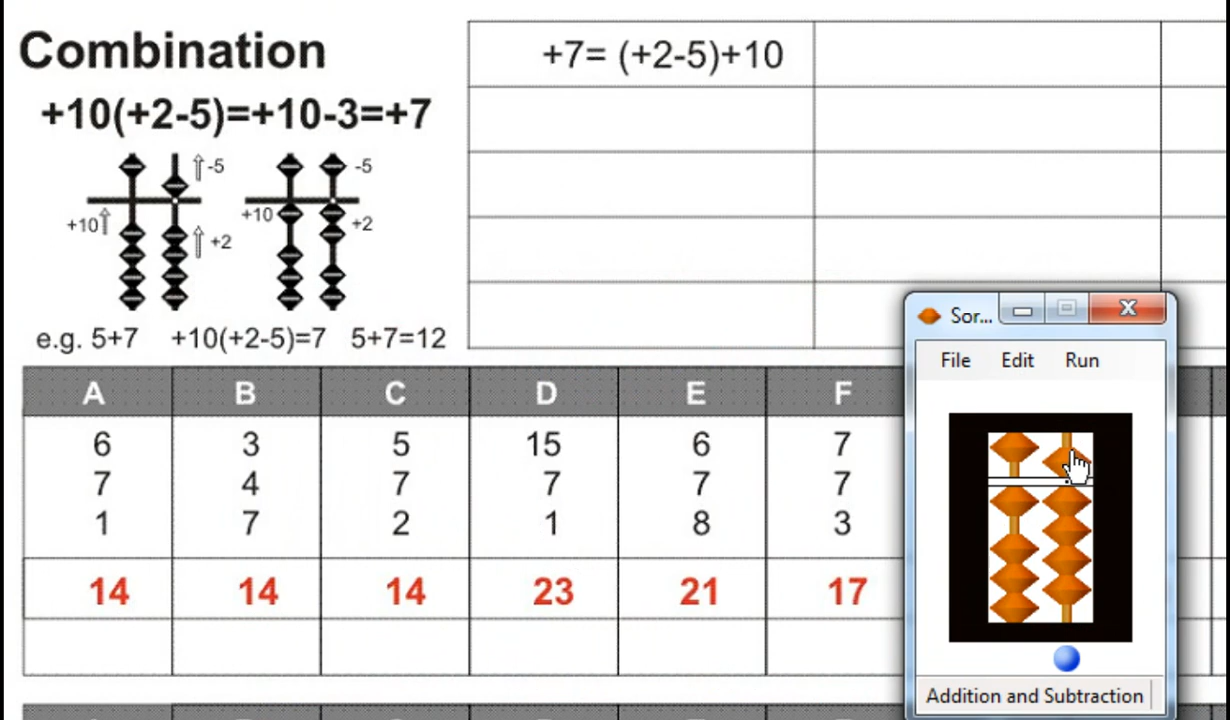 Combination
+10(+2-5)=+10-3=+7
+7= (+2-5)+10
-5
+10
+2
-5
+10
+2
e.g. 5+7 +10(+2-5)=7 5+7=12
A B C D E F
6 3 5 15 6 7
7 4 7 7 7 7
1 7 2 1 8 3
14 14 14 23 21 17
Sor...
File Edit Run
Addition and Subtraction